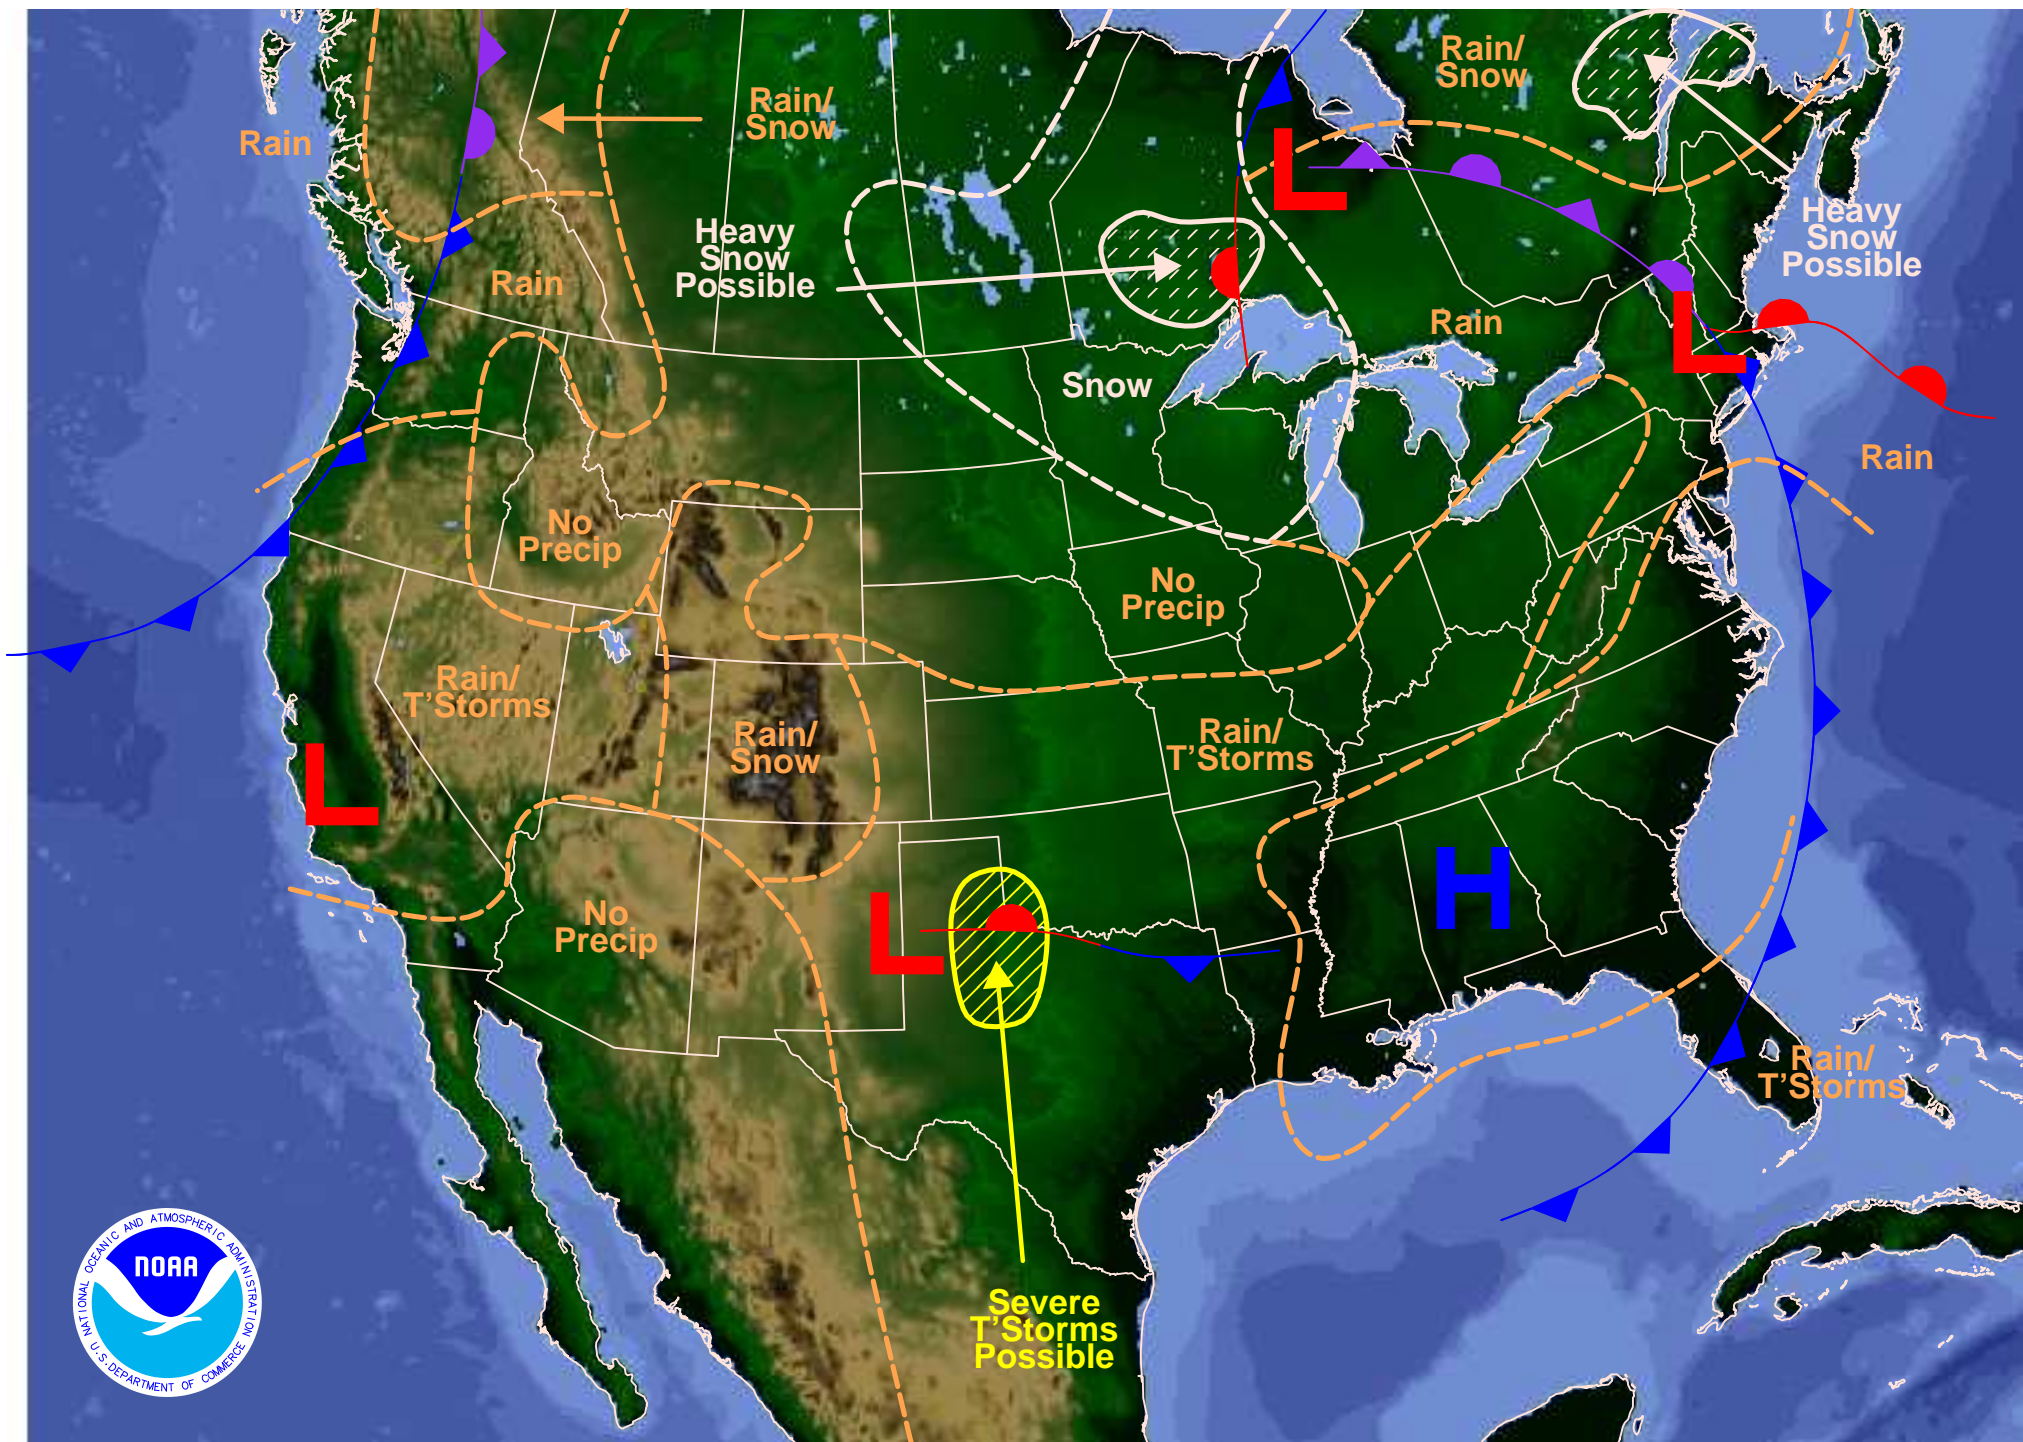 Rain/
Snow
Rain/
Snow
Rain
Heavy
Snow
Possible
Heavy
Snow
Possible
Rain
Rain
Snow
Rain
No
Precip
No
Precip
Rain/
T'Storms
Rain/
Snow
Rain/
T'Storms
L
L
L
L
H
No
Precip
Rain/
T'Storms
Severe
T'Storms
Possible
NATIONAL OCEANIC AND ATMOSPHERIC ADMINISTRATION
NOAA
U.S. DEPARTMENT OF COMMERCE